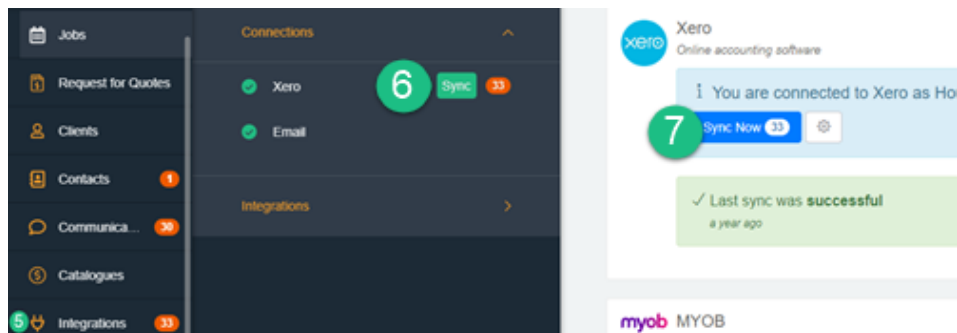 Jobs
Request for Quotes
Clients
Contacts 1
Communica... 30
Catalogues
5 Integrations 33
Connections
Xero 6 Sync 33
Email
Integrations
xero Xero
Online accounting software
You are connected to Xero as Hou
7 Sync Now 33
Last sync was successful
a year ago
myob MYOB